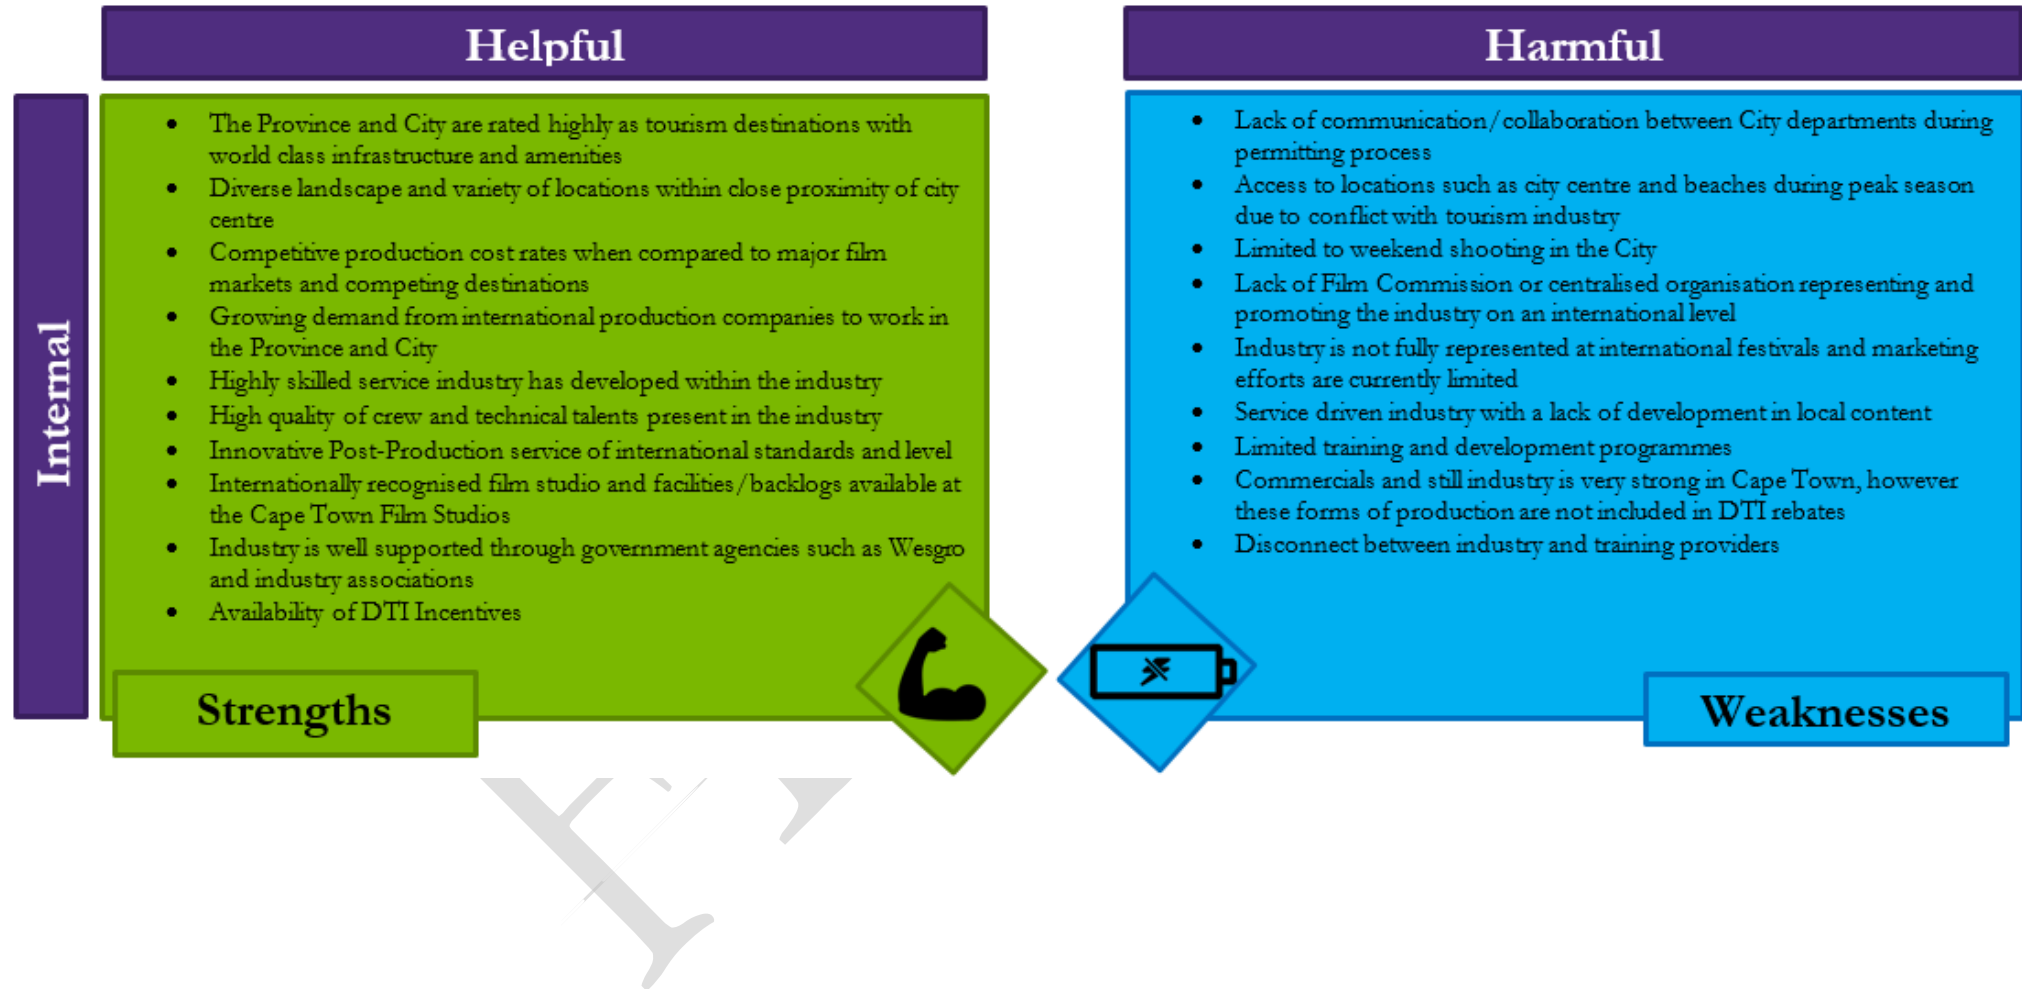 Helpful
Harmful
Internal
• The Province and City are rated highly as tourism destinations with
world class infrastructure and amenities
• Diverse landscape and variety of locations within close proximity of city
centre
• Competitive production cost rates when compared to major film
markets and competing destinations
• Growing demand from international production companies to work in
the Province and City
• Highly skilled service industry has developed within the industry
• High quality of crew and technical talents present in the industry
• Innovative Post-Production service of international standards and level
• Internationally recognised film studio and facilities/backlogs available at
the Cape Town Film Studios
• Industry is well supported through government agencies such as Wesgro
and industry associations
• Availability of DTI Incentives
Strengths
• Lack of communication/collaboration between City departments during
permitting process
• Access to locations such as city centre and beaches during peak season
due to conflict with tourism industry
• Limited to weekend shooting in the City
• Lack of Film Commission or centralised organisation representing and
promoting the industry on an international level
• Industry is not fully represented at international festivals and marketing
efforts are currently limited
• Service driven industry with a lack of development in local content
• Limited training and development programmes
• Commercials and still industry is very strong in Cape Town, however
these forms of production are not included in DTI rebates
• Disconnect between industry and training providers
Weaknesses